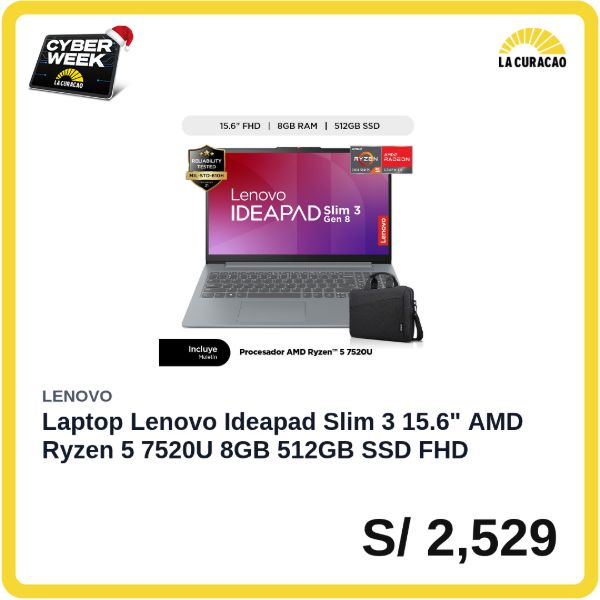 CYBER
WEEK
LA CURACAO
LA CURACAO
15.6" FHD | 8GB RAM | 512GB SSD
RELIABILITY
TESTED
MIL-STD-810H
AMD
RYZEN
5
AMD
RADEON
Lenovo
IDEAPAD Slim 3
Gen 8
Lenovo
Incluye
Maletín
Procesador AMD Ryzen™ 5 7520U
LENOVO
Laptop Lenovo Ideapad Slim 3 15.6" AMD
Ryzen 5 7520U 8GB 512GB SSD FHD
S/ 2,529